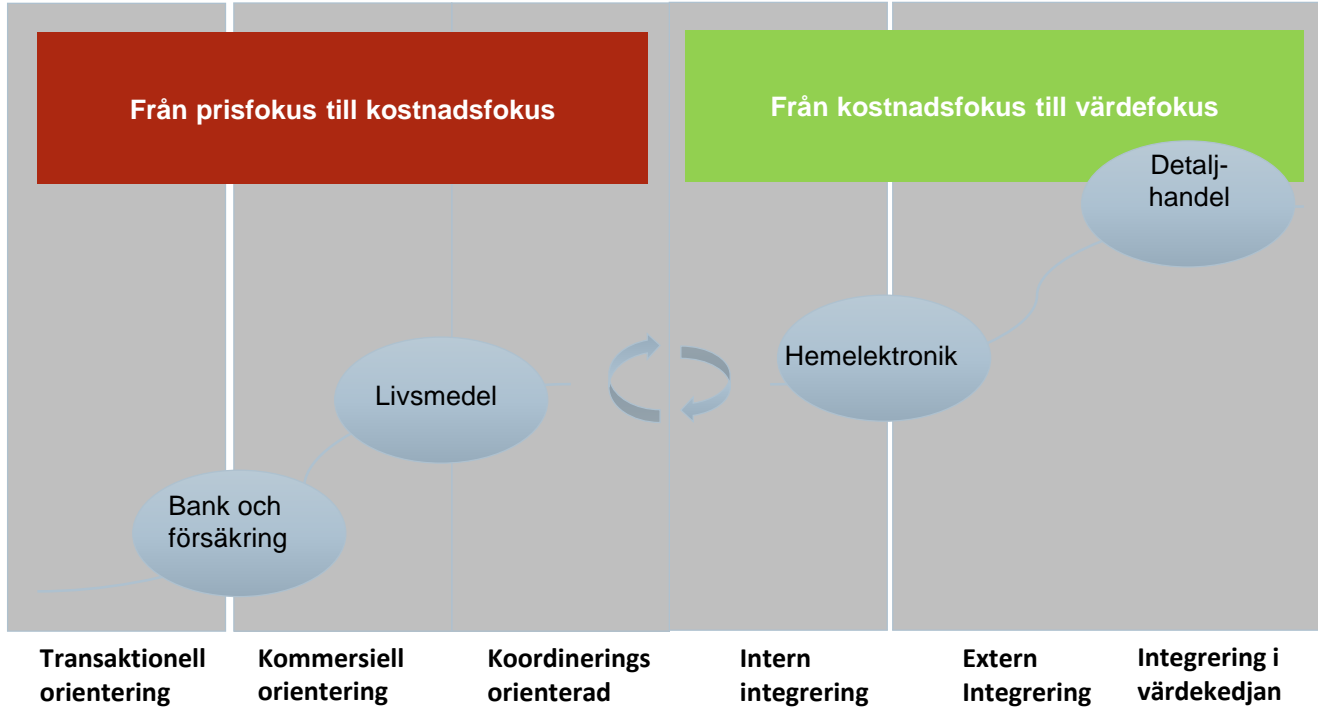 Från prisfokus till kostnadsfokus
Från kostnadsfokus till värdefokus
Detalj-
handel
Hemelektronik
Livsmedel
Bank och
försäkring
Transaktionell
orientering
Kommersiell
orientering
Koordinerings
orienterad
Intern
integrering
Extern
Integrering
Integrering i
värdekedjan